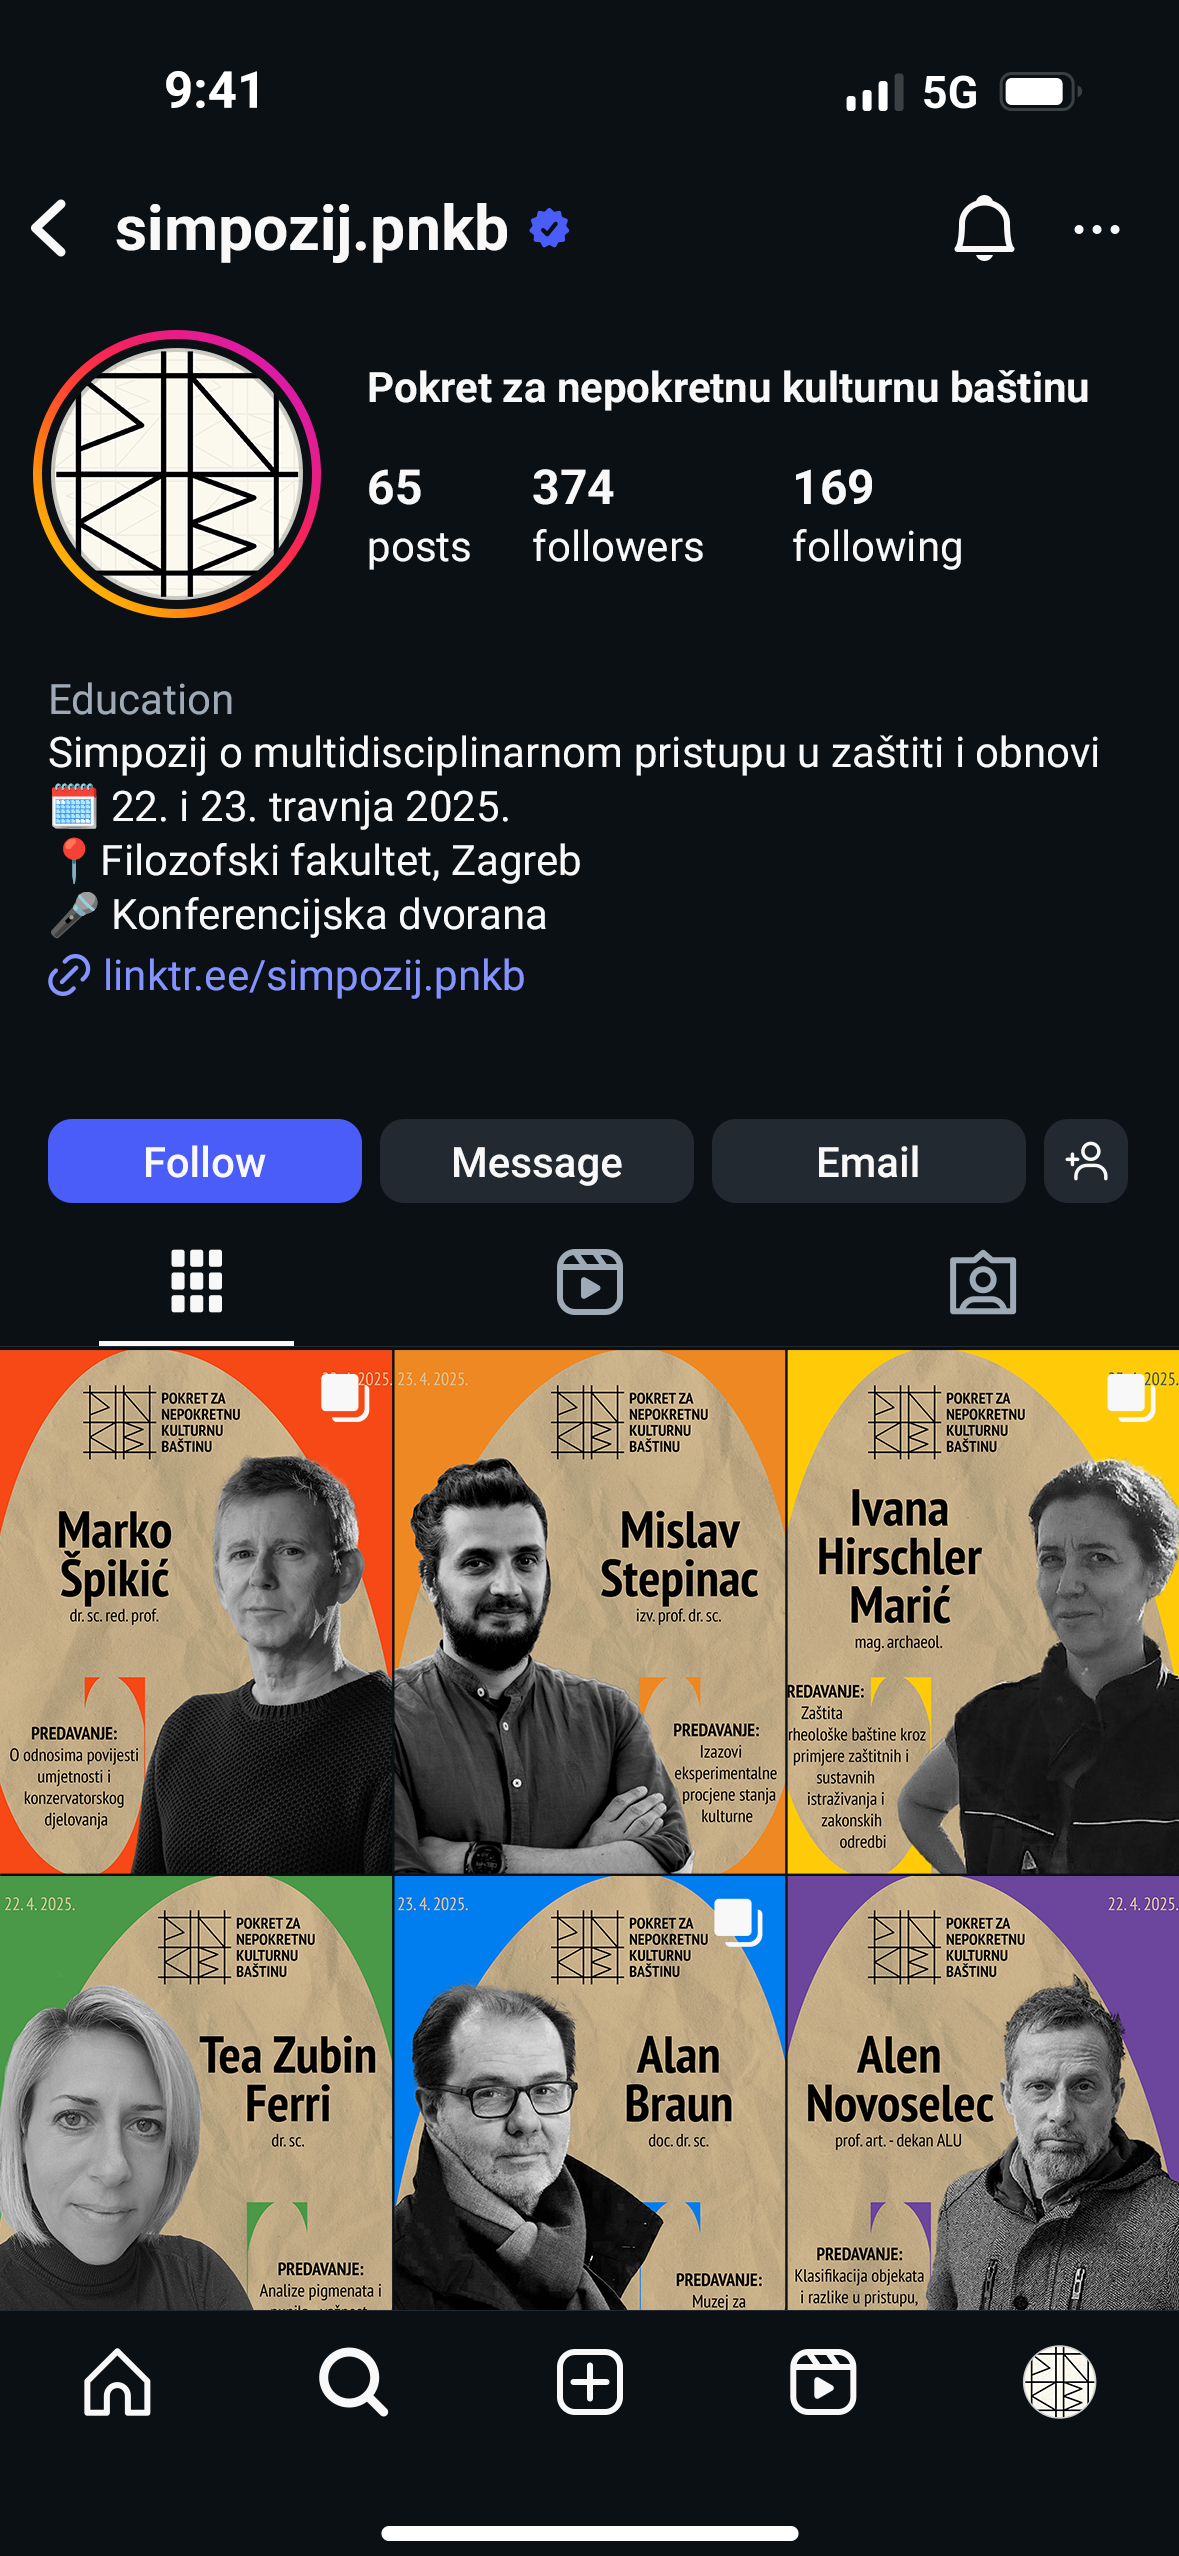 9:41
5G
simpozij.pnkb
Pokret za nepokretnu kulturnu baštinu
65
374
169
posts
followers
following
Education
Simpozij o multidisciplinarnom pristupu u zaštiti i obnovi
22. i 23. travnja 2025.
Filozofski fakultet, Zagreb
Konferencijska dvorana
linktr.ee/simpozij.pnkb
Follow
Message
Email
2025.
POKRET ZA
NEPOKRETNU
KULTURNU
BAŠTINU
Marko
Špikić
dr. sc. red. prof.
PREDAVANJE:
O odnosima povijesti
umjetnosti i
konzervatorskog
djelovanja
23. 4. 2025.
POKRET ZA
NEPOKRETNU
KULTURNU
BAŠTINU
Mislav
Stepinac
izv. prof. dr. sc.
PREDAVANJE:
Izazovi
eksperimentalne
procjene stanja
kulturne
2025.
POKRET ZA
NEPOKRETNU
KULTURNU
BAŠTINU
Ivana
Hirschler
Marić
mag. archaeol.
REDAVANJE:
Zaštita
rheološke baštine kroz
primjere zaštitnih i
sustavnih
istraživanja i
zakonskih
odredbi
22. 4. 2025.
POKRET ZA
NEPOKRETNU
KULTURNU
BAŠTINU
Tea Zubin
Ferri
dr. sc.
PREDAVANJE:
Analize pigmenata i
23. 4. 2025.
POKRET ZA
NEPOKRETNU
KULTURNU
BAŠTINU
Alan
Braun
doc. dr. sc.
PREDAVANJE:
Muzej za
22. 4. 2025.
POKRET ZA
NEPOKRETNU
KULTURNU
BAŠTINU
Alen
Novoselec
prof. art. - dekan ALU
PREDAVANJE:
Klasifikacija objekata
i razlike u pristupu,